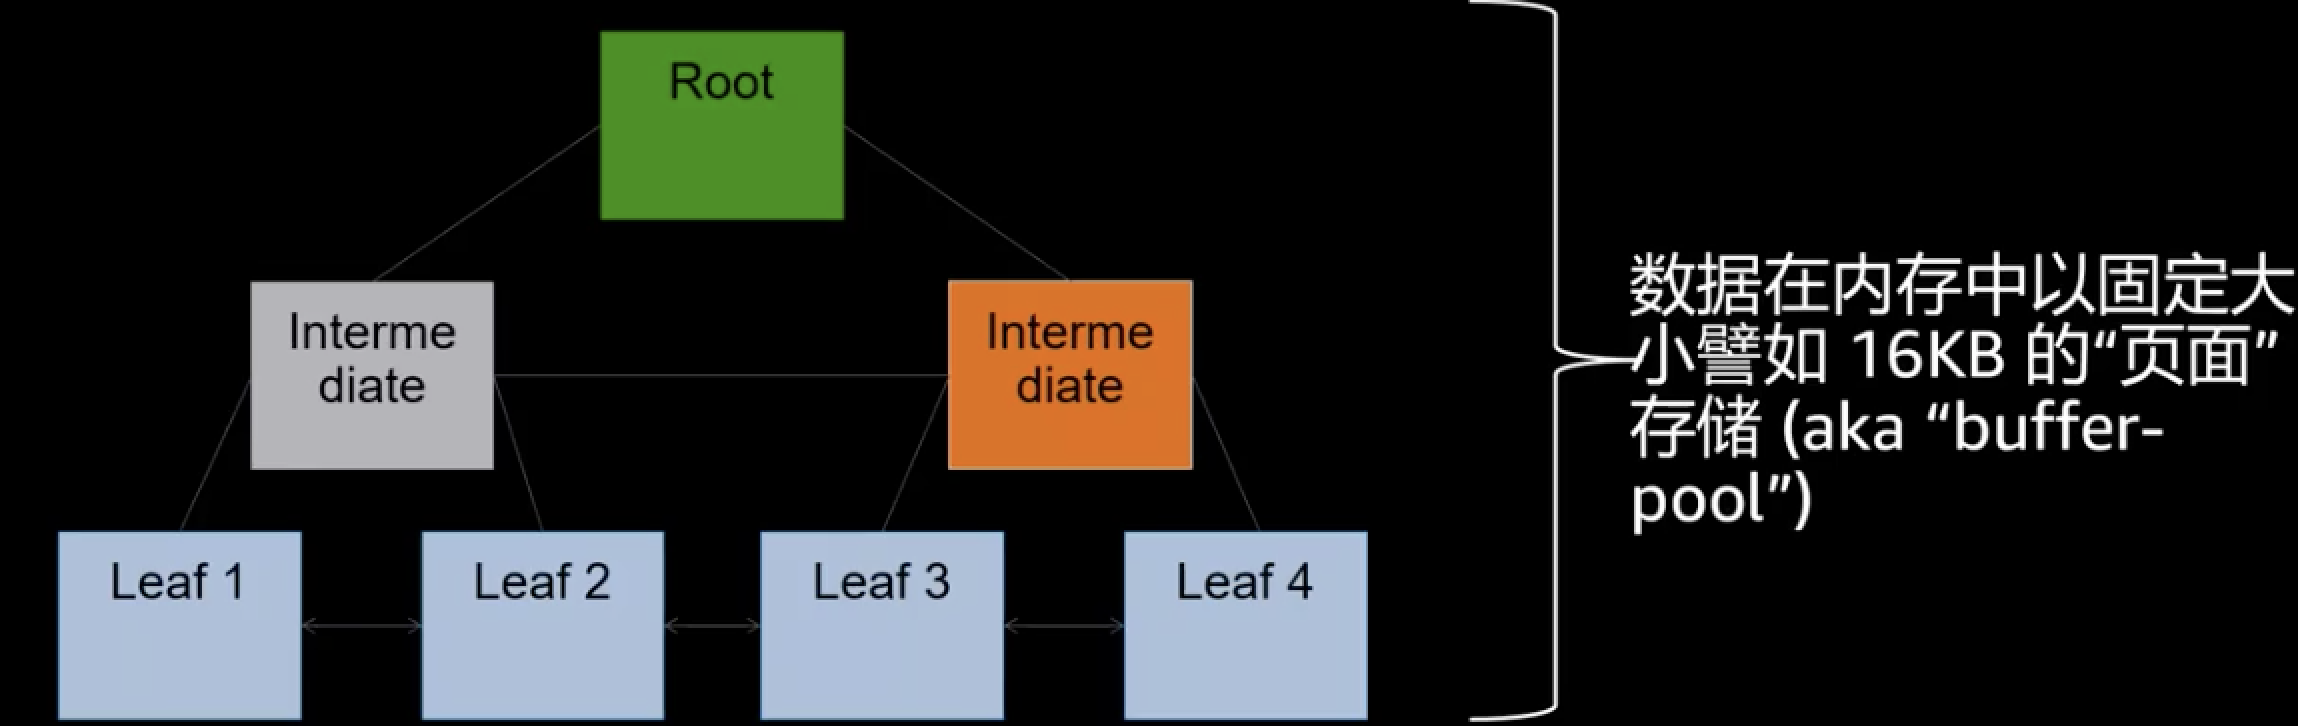 Root
Interme
diate
Interme
diate
Leaf 1
Leaf 2
Leaf 3
Leaf 4
数据在内存中以固定大
小譬如 16KB 的“页面”
存储 (aka “buffer-
pool”)